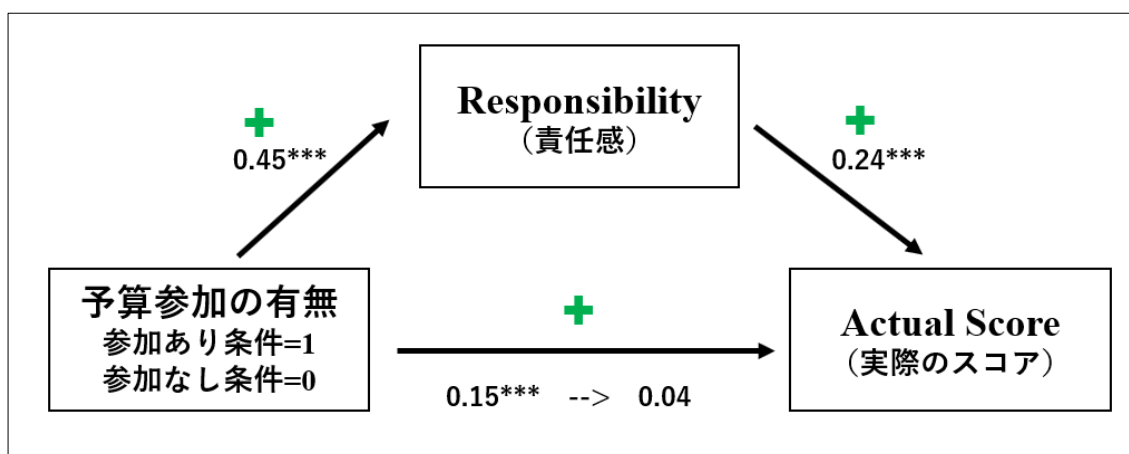 Responsibility
（責任感）
+
0.45***
+
0.24***
予算参加の有無
参加あり条件=1
参加なし条件=0
+
0.15*** --> 0.04
Actual Score
（実際のスコア）